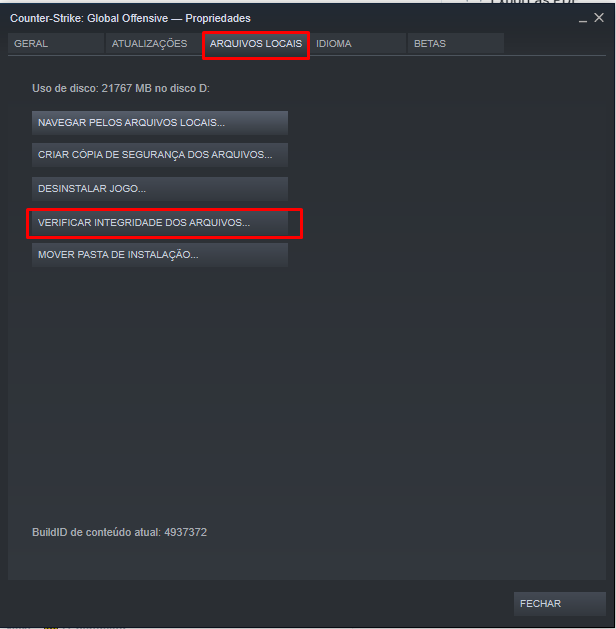 Counter-Strike: Global Offensive — Propriedades
GERAL ATUALIZAÇÕES ARQUIVOS LOCAIS IDIOMA BETAS
Uso de disco: 21767 MB no disco D:
NAVEGAR PELOS ARQUIVOS LOCAIS...
CRIAR CÓPIA DE SEGURANÇA DOS ARQUIVOS...
DESINSTALAR JOGO...
VERIFICAR INTEGRIDADE DOS ARQUIVOS...
MOVER PASTA DE INSTALAÇÃO...
BuildID de conteúdo atual: 4937372
FECHAR